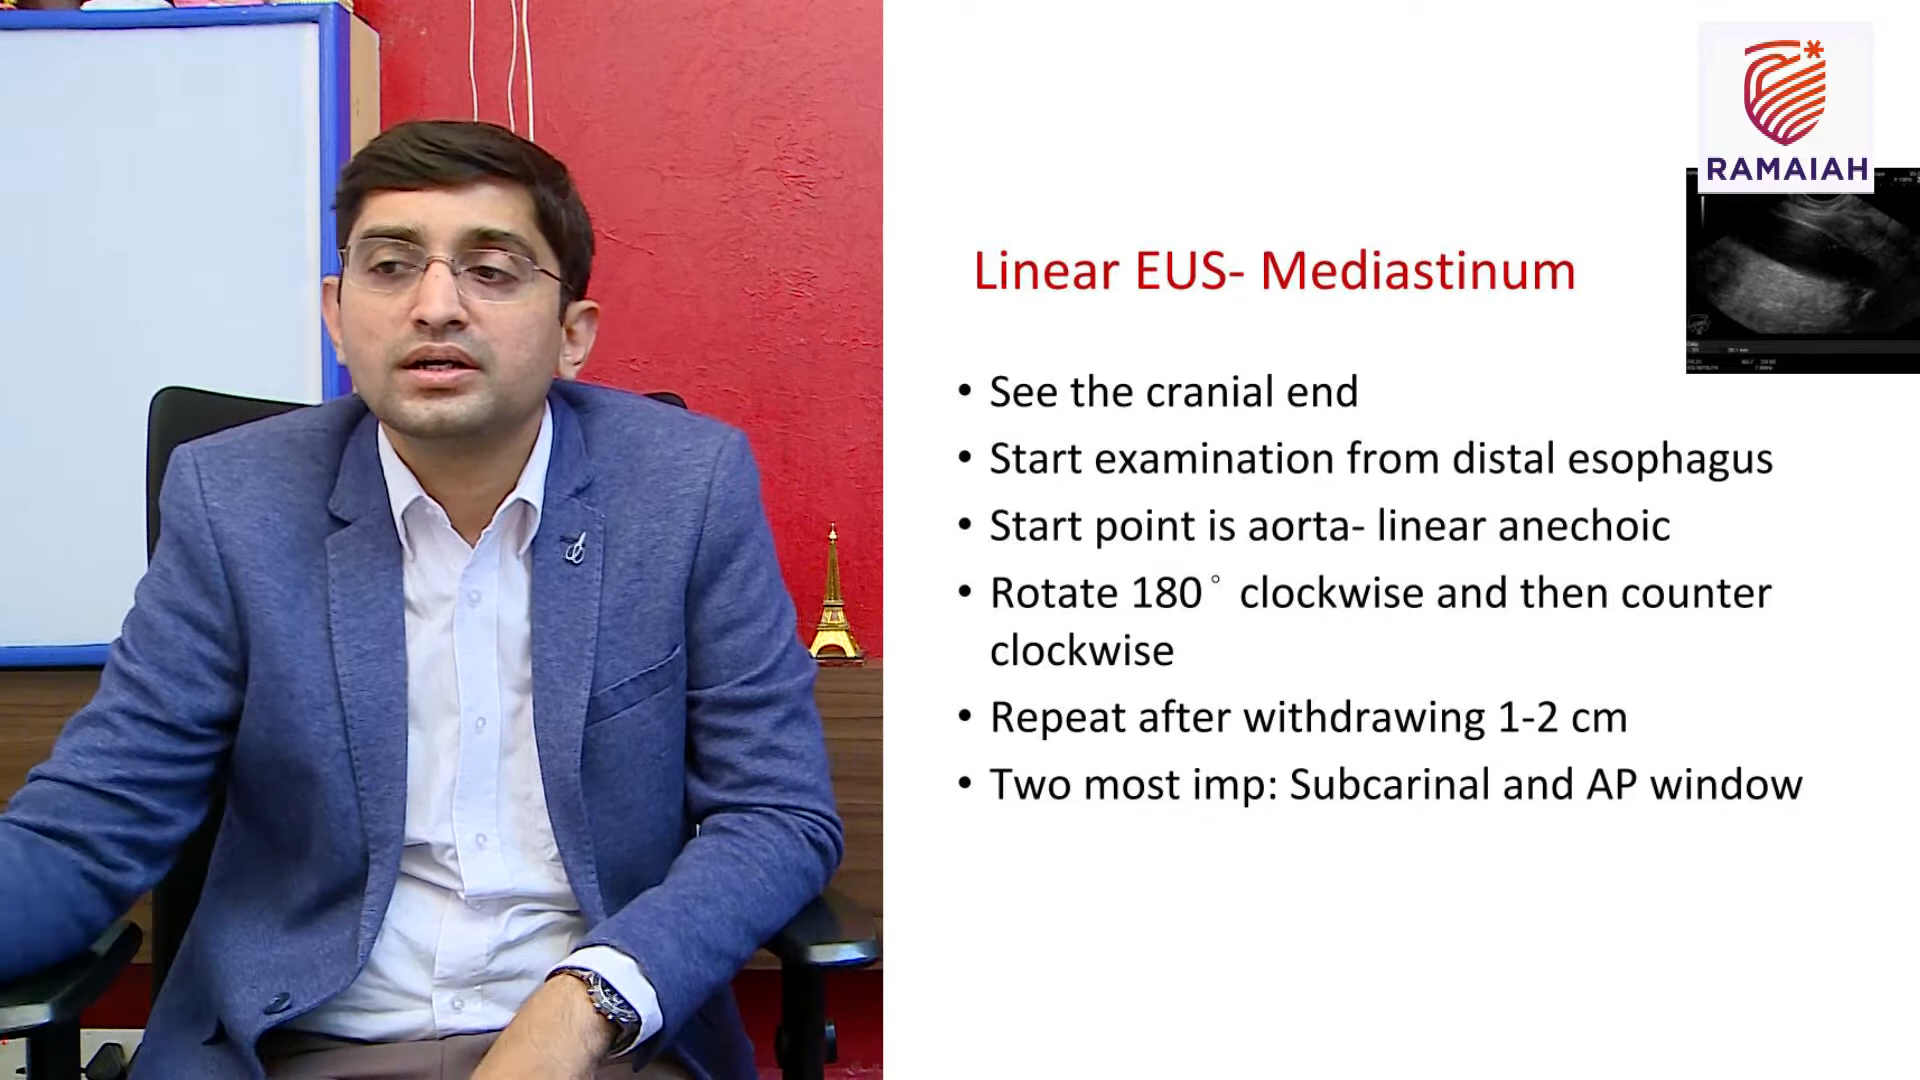 RAMAIAH
Linear EUS- Mediastinum
• See the cranial end
• Start examination from distal esophagus
• Start point is aorta- linear anechoic
• Rotate 180° clockwise and then counter
clockwise
• Repeat after withdrawing 1-2 cm
• Two most imp: Subcarinal and AP window